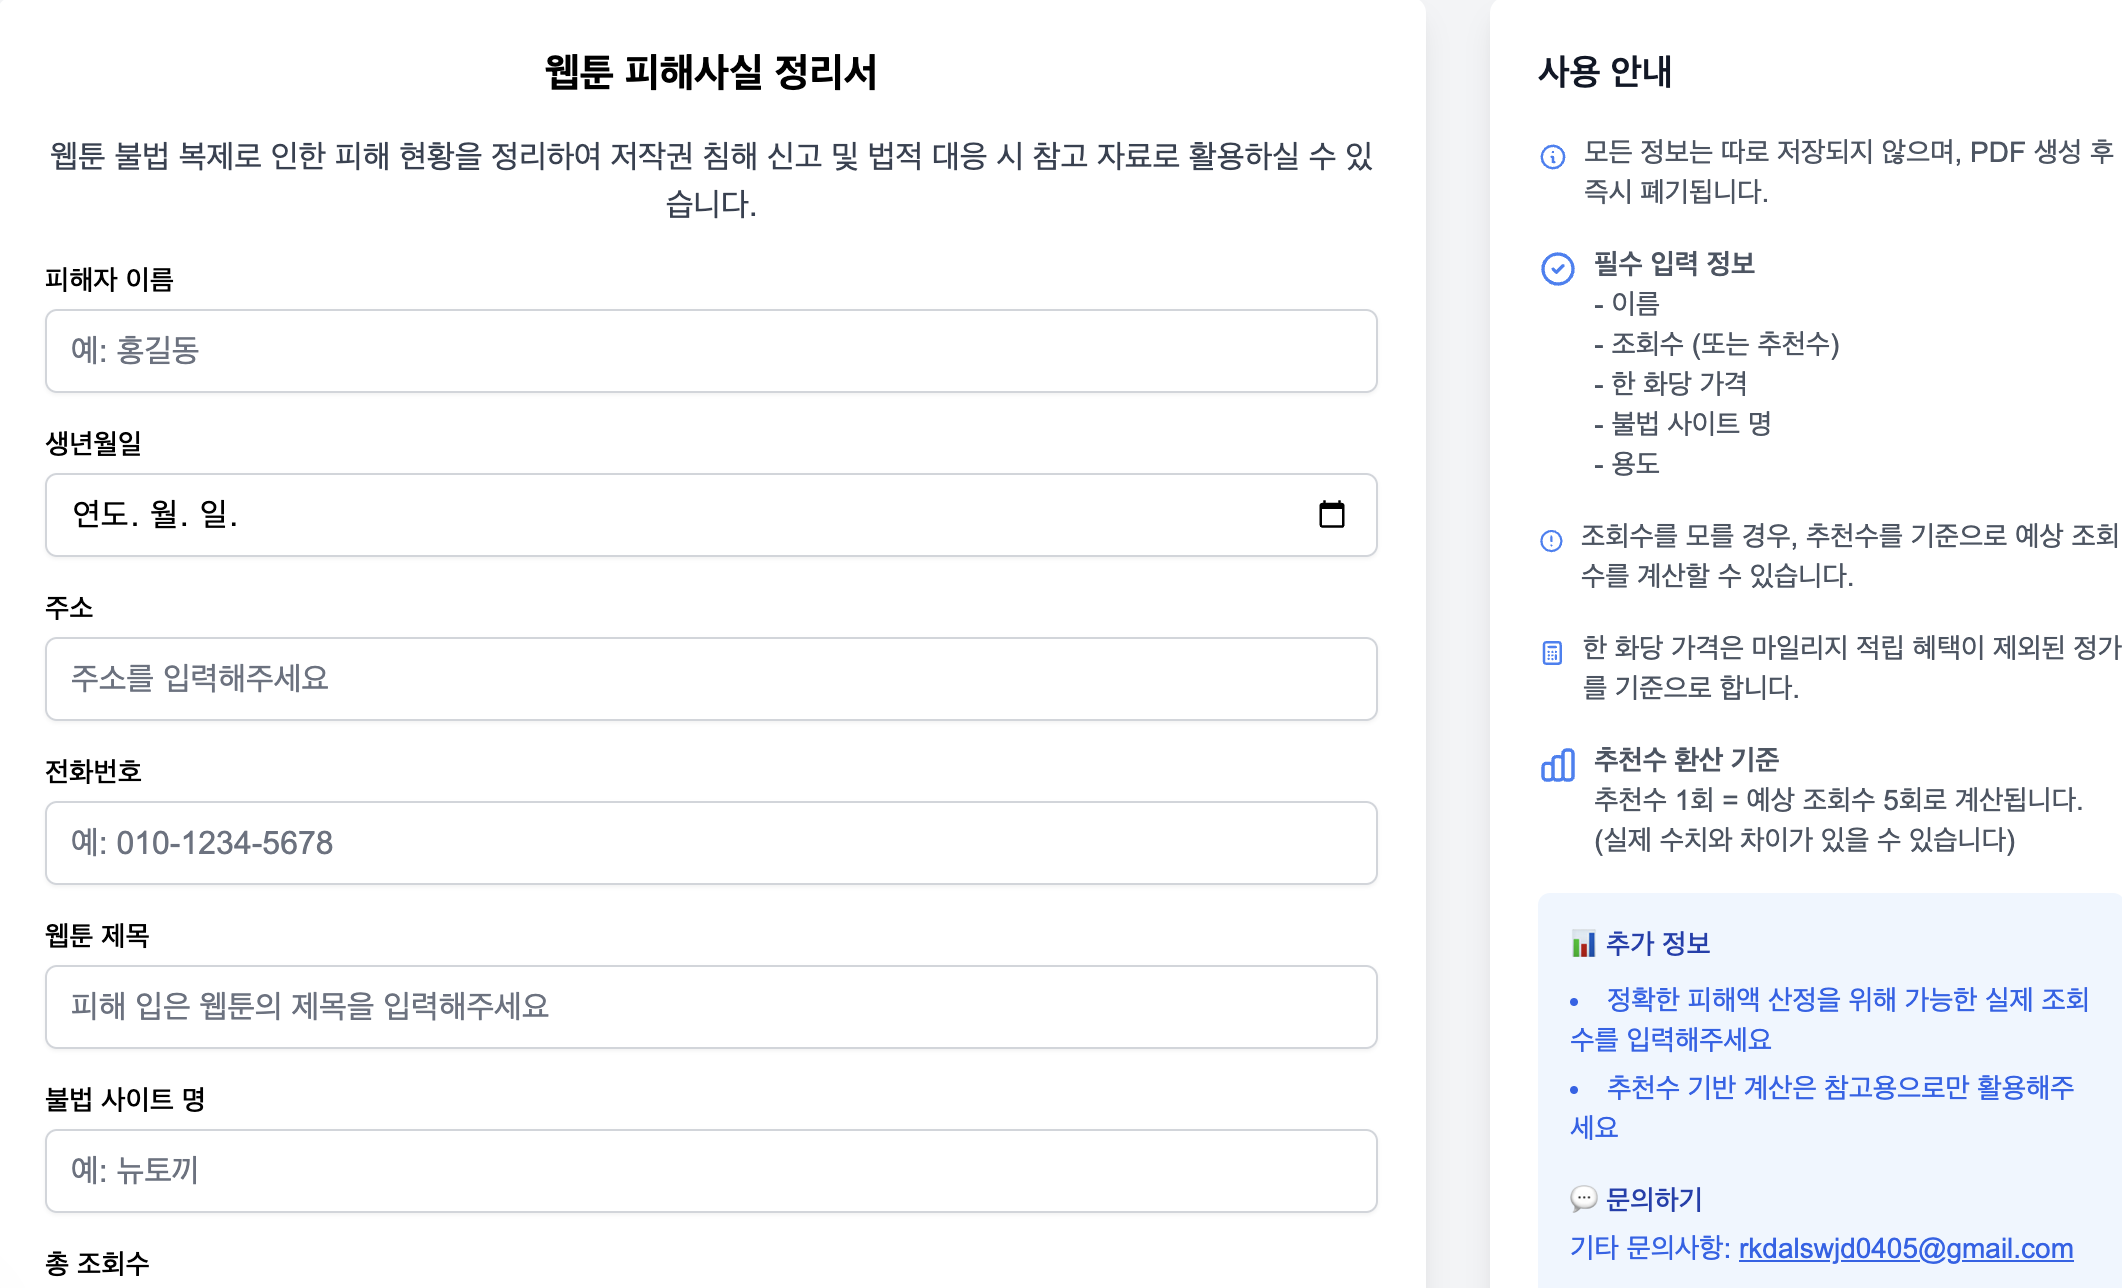 웹툰 피해사실 정리서
웹툰 불법 복제로 인한 피해 현황을 정리하여 저작권 침해 신고 및 법적 대응 시 참고 자료로 활용하실 수 있
습니다.
피해자 이름
예: 홍길동
생년월일
연도. 월. 일.
주소
주소를 입력해주세요
전화번호
예: 010-1234-5678
웹툰 제목
피해 입은 웹툰의 제목을 입력해주세요
불법 사이트 명
예: 뉴토끼
총 조회수
사용 안내
모든 정보는 따로 저장되지 않으며, PDF 생성 후
즉시 폐기됩니다.
필수 입력 정보
- 이름
- 조회수 (또는 추천수)
- 한 화당 가격
- 불법 사이트 명
- 용도
조회수를 모를 경우, 추천수를 기준으로 예상 조회
수를 계산할 수 있습니다.
한 화당 가격은 마일리지 적립 혜택이 제외된 정가
를 기준으로 합니다.
추천수 환산 기준
추천수 1회 = 예상 조회수 5회로 계산됩니다.
(실제 수치와 차이가 있을 수 있습니다)
📊 추가 정보
• 정확한 피해액 산정을 위해 가능한 실제 조회
수를 입력해주세요
• 추천수 기반 계산은 참고용으로만 활용해주
세요
💬 문의하기
기타 문의사항: rkdalswjd0405@gmail.com